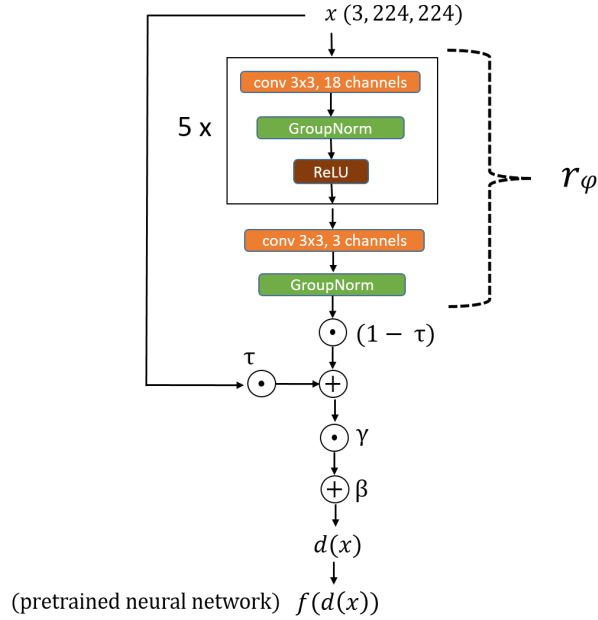 x (3, 224, 224)
conv 3x3, 18 channels
5 x
GroupNorm
ReLU
r_φ
conv 3x3, 3 channels
GroupNorm
(1 − τ)
τ
γ
β
d(x)
(pretrained neural network) f(d(x))